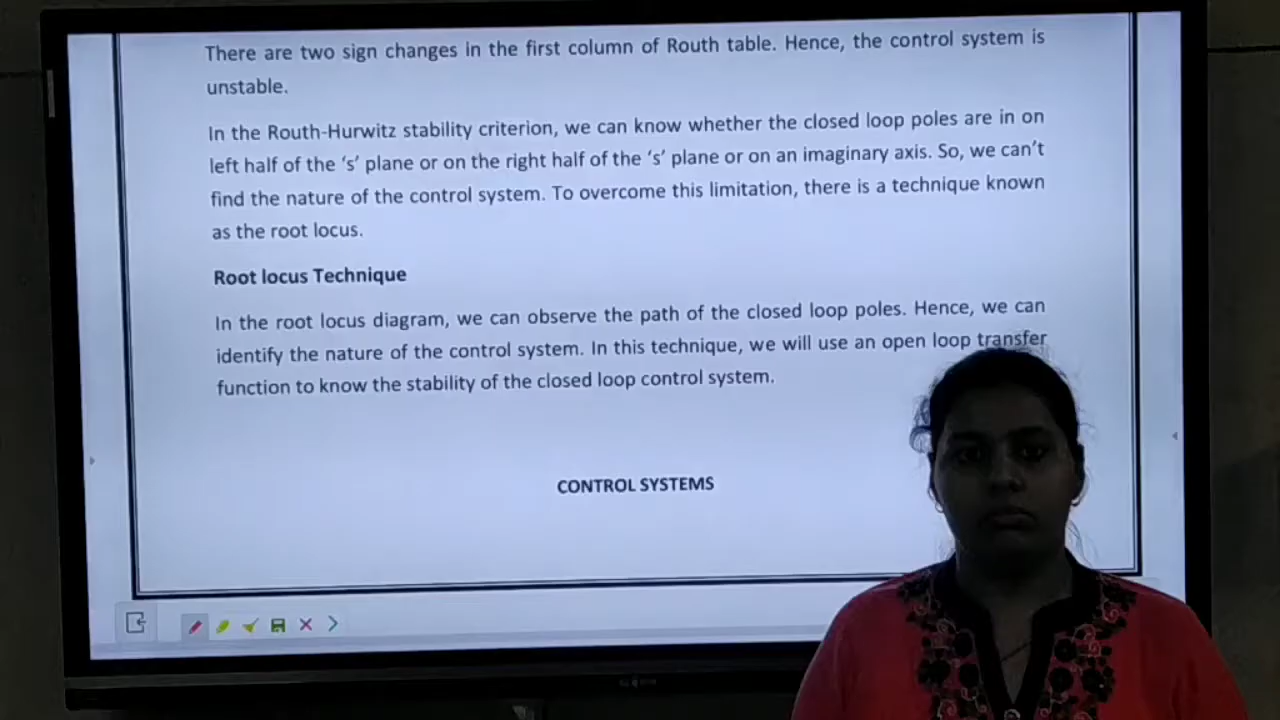 There are two sign changes in the first column of Routh table. Hence, the control system is
unstable.
In the Routh-Hurwitz stability criterion, we can know whether the closed loop poles are in on
left half of the ‘s’ plane or on the right half of the ‘s’ plane or on an imaginary axis. So, we can’t
find the nature of the control system. To overcome this limitation, there is a technique known
as the root locus.
Root locus Technique
In the root locus diagram, we can observe the path of the closed loop poles. Hence, we can
identify the nature of the control system. In this technique, we will use an open loop transfer
function to know the stability of the closed loop control system.
CONTROL SYSTEMS